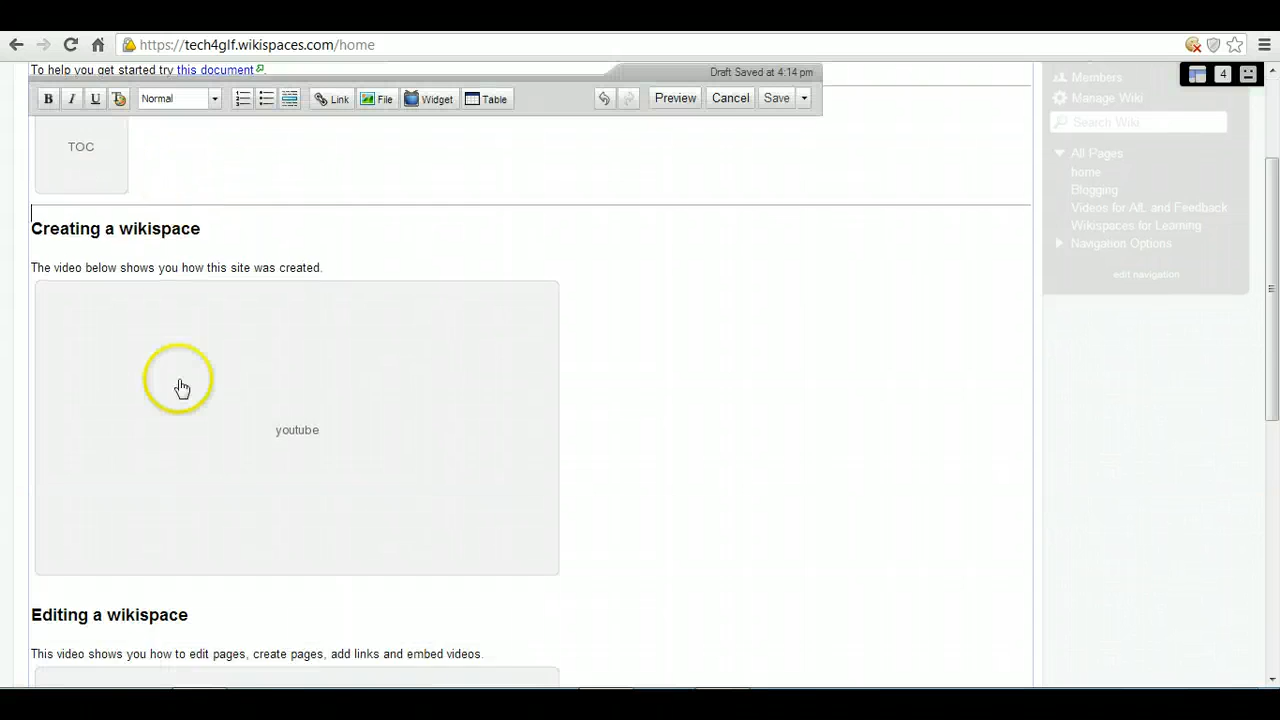 https://tech4glf.wikispaces.com/home
To help you get started try this document.
Draft Saved at 4:14 pm
B I U Normal Link File Widget Table Preview Cancel Save
4
Members
Manage Wiki
Search Wiki
All Pages
home
Blogging
Videos for AfL and Feedback
Wikispaces for Learning
Navigation Options
edit navigation
TOC
Creating a wikispace
The video below shows you how this site was created.
youtube
Editing a wikispace
This video shows you how to edit pages, create pages, add links and embed videos.